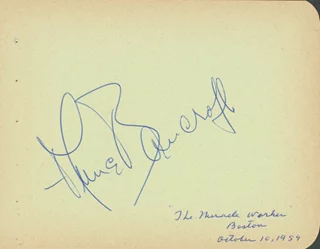 Anne Bancroft
"The Miracle Worker"
Boston
October 10, 1959